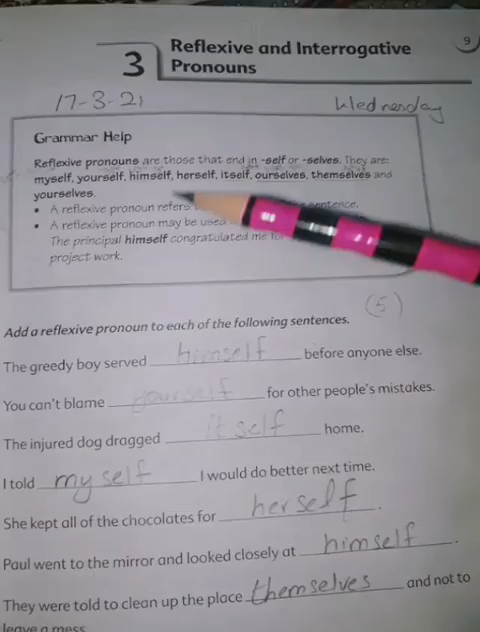 9
3 Reflexive and Interrogative
Pronouns
17-3-21 Wednesday
Grammar Help
Reflexive pronouns are those that end in -self or -selves. They are:
myself, yourself, himself, herself, itself, ourselves, themselves and
yourselves.
• A reflexive pronoun refers sentence.
• A reflexive pronoun may be used
The principal himself congratulated me
project work.
(5)
Add a reflexive pronoun to each of the following sentences.
The greedy boy served himself before anyone else.
You can't blame yourself for other people's mistakes.
The injured dog dragged itself home.
I told my self I would do better next time.
She kept all of the chocolates for herself.
Paul went to the mirror and looked closely at himself.
They were told to clean up the place themselves and not to
leave a mess